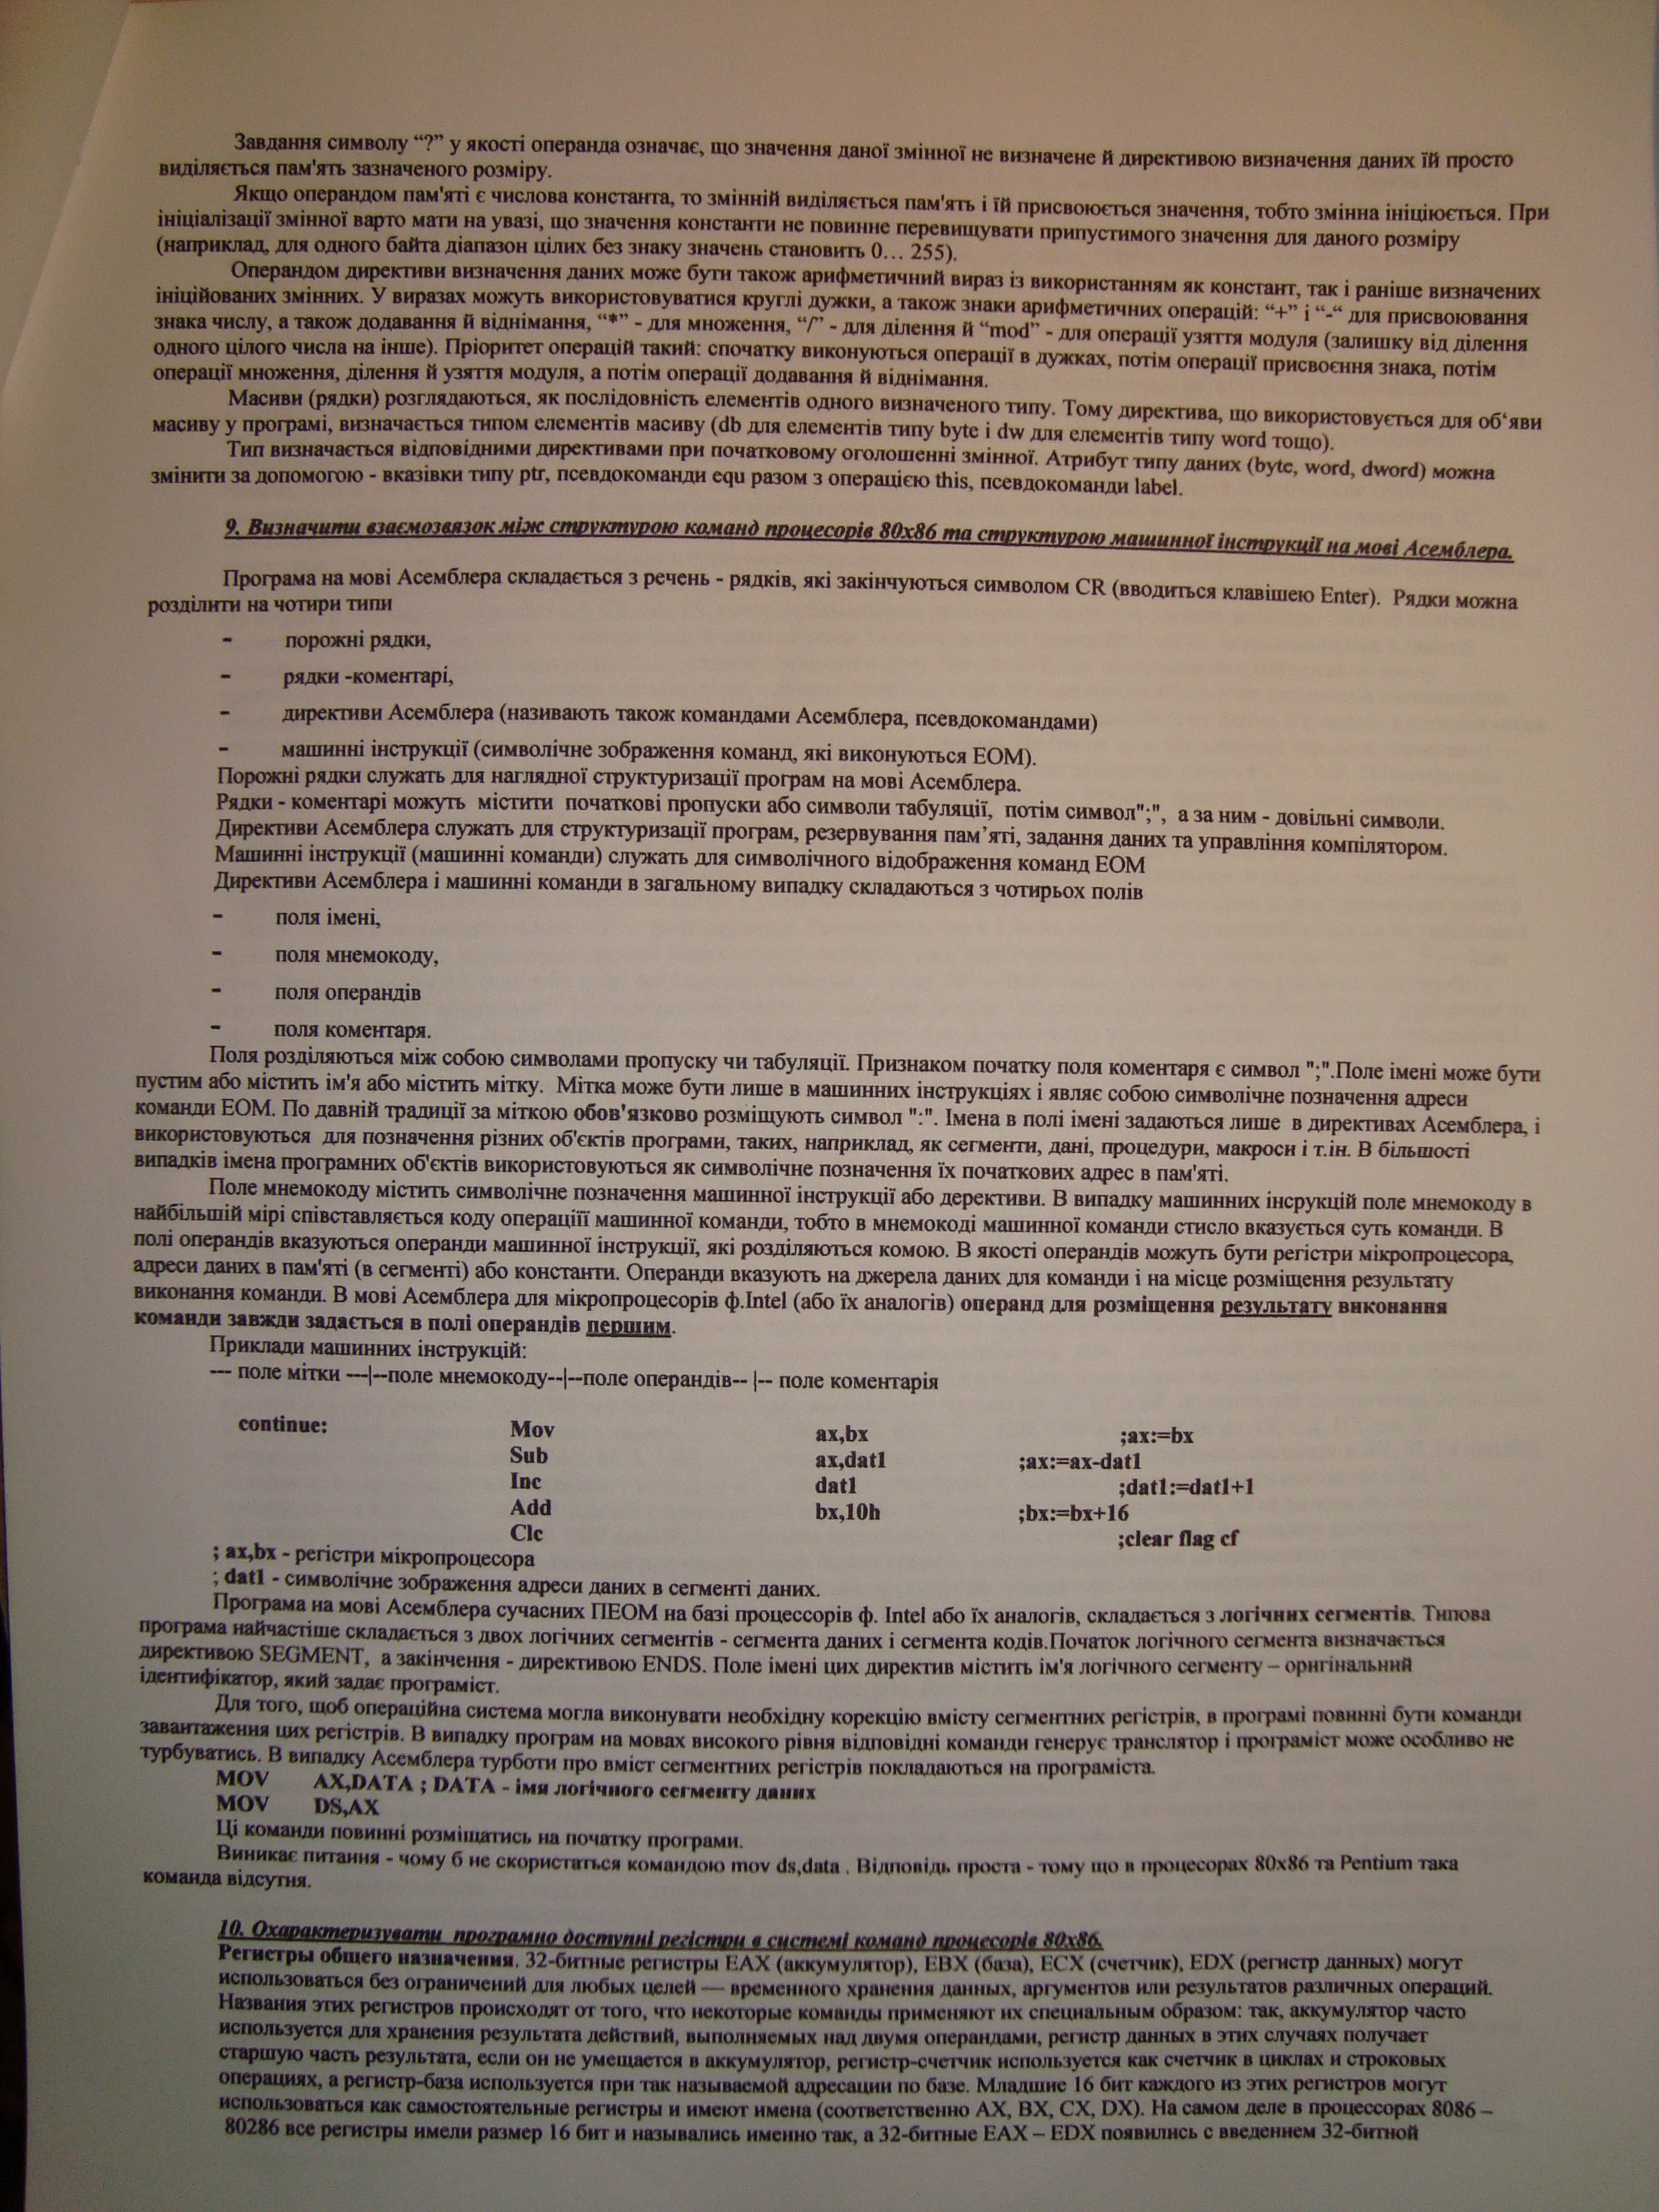 Завдання символу “?” у якості операнда означає, що значення даної змінної не визначене й директивою визначення даних їй просто
виділяється пам'ять зазначеного розміру.
Якщо операндом пам'яті є числова константа, то змінній виділяється пам'ять і їй присвоюється значення, тобто змінна ініціюється. При
ініціалізації змінної варто мати на увазі, що значення константи не повинне перевищувати припустимого значення для даного розміру
(наприклад, для одного байта діапазон цілих без знаку значень становить 0… 255).
Операндом директиви визначення даних може бути також арифметичний вираз із використанням як констант, так і раніше визначених
ініційованих змінних. У виразах можуть використовуватися круглі дужки, а також знаки арифметичних операцій: “+” і “-“ для присвоювання
знака числу, а також додавання й віднімання, “*” - для множення, “/” - для ділення й “mod” - для операції узяття модуля (залишку від ділення
одного цілого числа на інше). Пріоритет операцій такий: спочатку виконуються операції в дужках, потім операції присвоєння знака, потім
операції множення, ділення й узяття модуля, а потім операції додавання й віднімання.
Масиви (рядки) розглядаються, як послідовність елементів одного визначеного типу. Тому директива, що використовується для об‘яви
масиву у програмі, визначається типом елементів масиву (db для елементів типу byte і dw для елементів типу word тощо).
Тип визначається відповідними директивами при початковому оголошенні змінної. Атрибут типу даних (byte, word, dword) можна
змінити за допомогою - вказівки типу ptr, псевдокоманди equ разом з операцією this, псевдокоманди label.
9. Визначити взаємозвязок між структурою команд процесорів 80x86 та структурою машинної інструкції на мові Асемблера.
Програма на мові Асемблера складається з речень - рядків, які закінчуються символом CR (вводиться клавішею Enter). Рядки можна
розділити на чотири типи
- порожні рядки,
- рядки -коментарі,
- директиви Асемблера (називають також командами Асемблера, псевдокомандами)
- машинні інструкції (символічне зображення команд, які виконуються ЕОМ).
Порожні рядки служать для наглядної структуризації програм на мові Асемблера.
Рядки - коментарі можуть містити початкові пропуски або символи табуляції, потім символ";", а за ним - довільні символи.
Директиви Асемблера служать для структуризації програм, резервування пам’яті, задання даних та управління компілятором.
Машинні інструкції (машинні команди) служать для символічного відображення команд ЕОМ
Директиви Асемблера і машинні команди в загальному випадку складаються з чотирьох полів
- поля імені,
- поля мнемокоду,
- поля операндів
- поля коментаря.
Поля розділяються між собою символами пропуску чи табуляції. Признаком початку поля коментаря є символ ";".Поле імені може бути
пустим або містить ім'я або містить мітку. Мітка може бути лише в машинних інструкціях і являє собою символічне позначення адреси
команди ЕОМ. По давній традиції за міткою обов'язково розміщують символ ":". Імена в полі імені задаються лише в директивах Асемблера, і
використовуються для позначення різних об'єктів програми, таких, наприклад, як сегменти, дані, процедури, макроси і т.ін. В більшості
випадків імена програмних об'єктів використовуються як символічне позначення їх початкових адрес в пам'яті.
Поле мнемокоду містить символічне позначення машинної інструкції або дерективи. В випадку машинних інсрукцій поле мнемокоду в
найбільшій мірі співставляється коду операціїі машинної команди, тобто в мнемокоді машинної команди стисло вказується суть команди. В
полі операндів вказуються операнди машинної інструкції, які розділяються комою. В якості операндів можуть бути регістри мікропроцесора,
адреси даних в пам'яті (в сегменті) або константи. Операнди вказують на джерела даних для команди і на місце розміщення результату
виконання команди. В мові Асемблера для мікропроцесорів ф.Intel (або їх аналогів) операнд для розміщення результату виконання
команди завжди задається в полі операндів першим.
Приклади машинних інструкцій:
--- поле мітки ---|--поле мнемокоду--|--поле операндів-- |-- поле коментарія
continue: Mov ax,bx ;ax:=bx
Sub ax,dat1 ;ax:=ax-dat1
Inc dat1 ;dat1:=dat1+1
Add bx,10h ;bx:=bx+16
Clc ;clear flag cf
; ax,bx - регістри мікропроцесора
; dat1 - символічне зображення адреси даних в сегменті даних.
Програма на мові Асемблера сучасних ПЕОМ на базі процессорів ф. Intel або їх аналогів, складається з логічних сегментів. Типова
програма найчастіше складається з двох логічних сегментів - сегмента даних і сегмента кодів.Початок логічного сегмента визначається
директивою SEGMENT, а закінчення - директивою ENDS. Поле імені цих директив містить ім'я логічного сегменту – оригінальний
ідентифікатор, який задає програміст.
Для того, щоб операційна система могла виконувати необхідну корекцію вмісту сегментних регістрів, в програмі повинні бути команди
завантаження цих регістрів. В випадку програм на мовах високого рівня відповідні команди генерує транслятор і програміст може особливо не
турбуватись. В випадку Асемблера турботи про вміст сегментних регістрів покладаються на програміста.
MOV AX,DATA ; DATA - імя логічного сегменту даних
MOV DS,AX
Ці команди повинні розміщатись на початку програми.
Виникає питання - чому б не скористаться командою mov ds,data . Відповідь проста - тому що в процесорах 80x86 та Pentium така
команда відсутня.
10. Охарактеризувати програмно доступні регістри в системі команд процесорів 80x86.
Регистры общего назначения. 32-битные регистры EAX (аккумулятор), EBX (база), ECX (счетчик), EDX (регистр данных) могут
использоваться без ограничений для любых целей — временного хранения данных, аргументов или результатов различных операций.
Названия этих регистров происходят от того, что некоторые команды применяют их специальным образом: так, аккумулятор часто
используется для хранения результата действий, выполняемых над двумя операндами, регистр данных в этих случаях получает
старшую часть результата, если он не умещается в аккумулятор, регистр-счетчик используется как счетчик в циклах и строковых
операциях, а регистр-база используется при так называемой адресации по базе. Младшие 16 бит каждого из этих регистров могут
использоваться как самостоятельные регистры и имеют имена (соответственно AX, BX, CX, DX). На самом деле в процессорах 8086 –
80286 все регистры имели размер 16 бит и назывались именно так, а 32-битные EAX – EDX появились с введением 32-битной